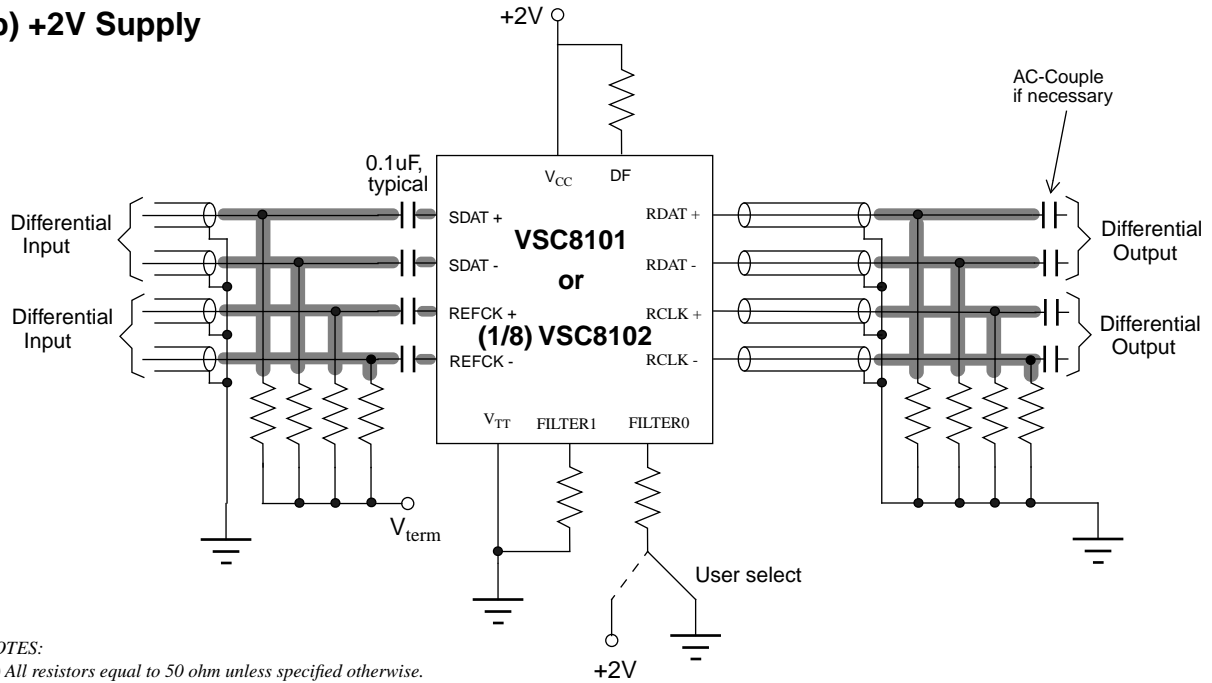 ) +2V Supply
+2V
AC-Couple
if necessary
0.1uF,
typical
V_CC DF
Differential
Input
SDAT +
RDAT +
Differential
Output
VSC8101
SDAT -
RDAT -
or
Differential
Input
REFCK +
RCLK +
Differential
Output
(1/8) VSC8102
REFCK -
RCLK -
V_TT FILTER1 FILTER0
V_term
User select
+2V
OTES:
All resistors equal to 50 ohm unless specified otherwise.